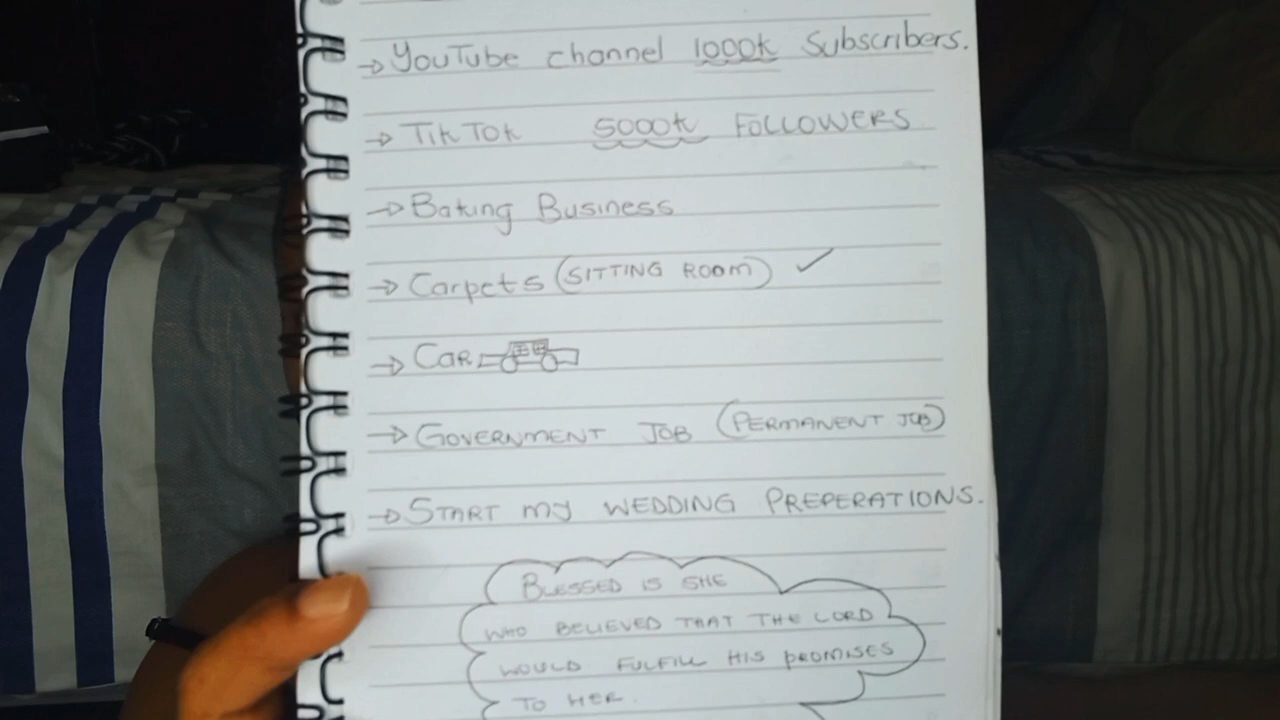 → YouTube channel 1000k Subscribers.
→ TikTok 5000k FOLLOWERS
→ Baking Business
→ Carpets (SITTING ROOM) ✓
→ CAR
→ GOVERNMENT JOB (PERMANENT JOB)
→ START my WEDDING PREPERATIONS.
BLESSED IS SHE
WHO BELIEVED THAT THE LORD
WOULD FULFILL HIS PROMISES
TO HER.